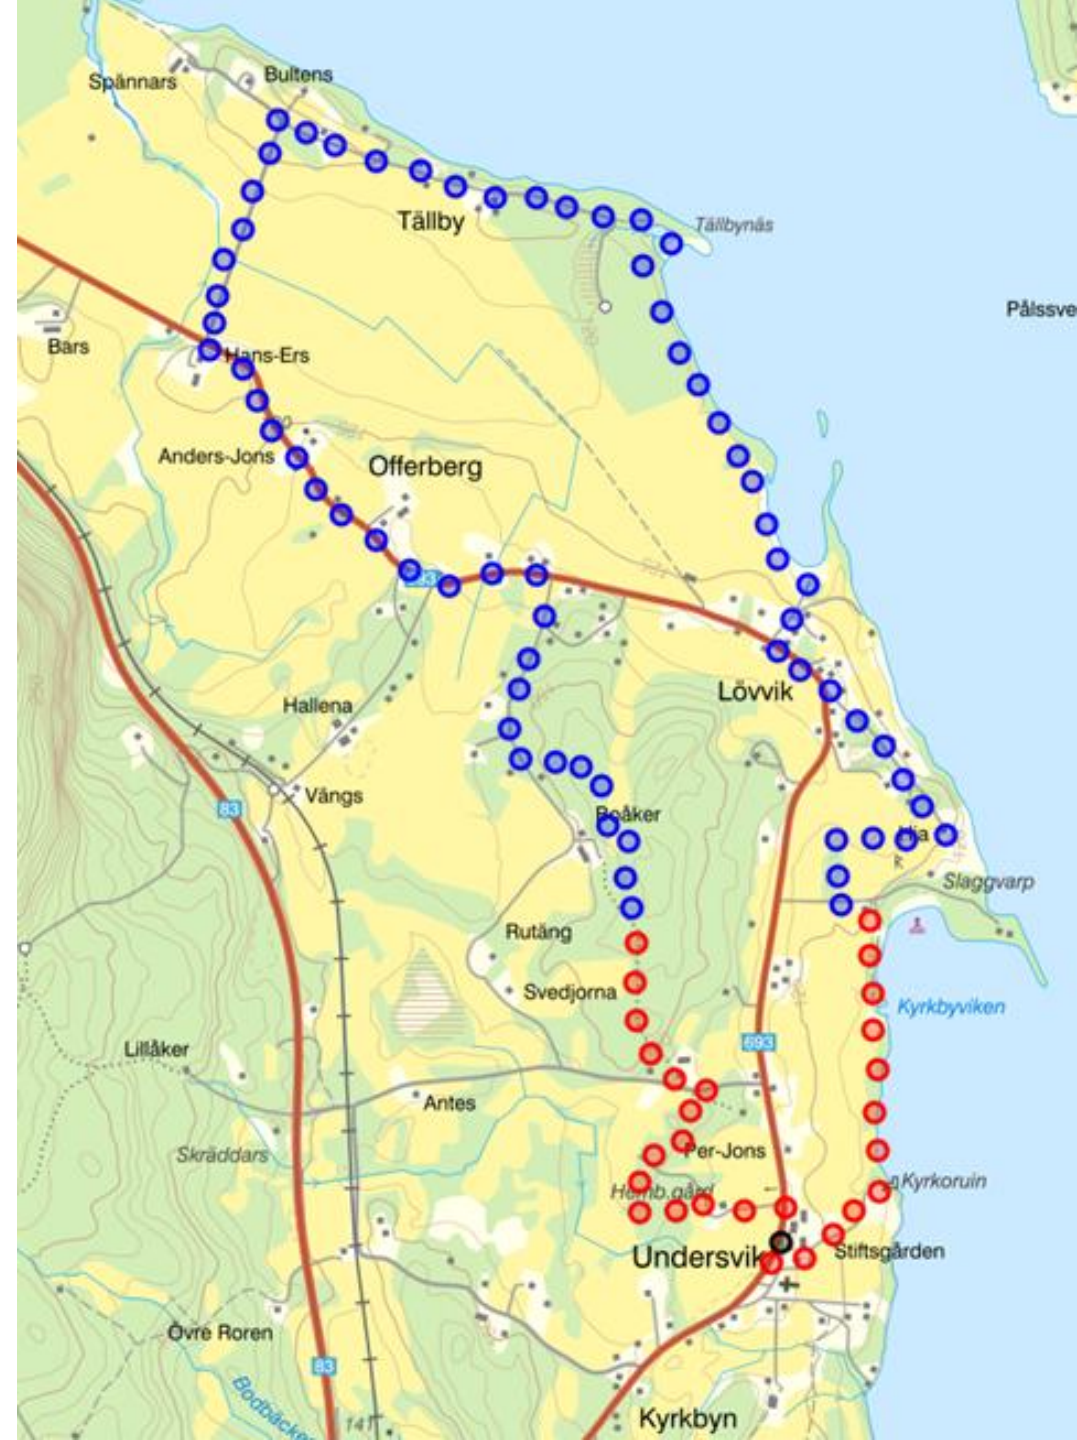 Spännars
Bultens
Tällby
Tällbynäs
Pålssve
Bars
Hans-Ers
Anders-Jons
Offerberg
Lövvik
Hallena
Vängs
83
Boåker
Slaggvarp
Rutäng
Svedjorna
Kyrkbyviken
693
Lillåker
Antes
Skräddars
Per-Jons
Hemb.gård
Kyrkoruin
Undersvik
Stiftsgården
Övre Roren
83
Bodbäcken
141
Kyrkbyn